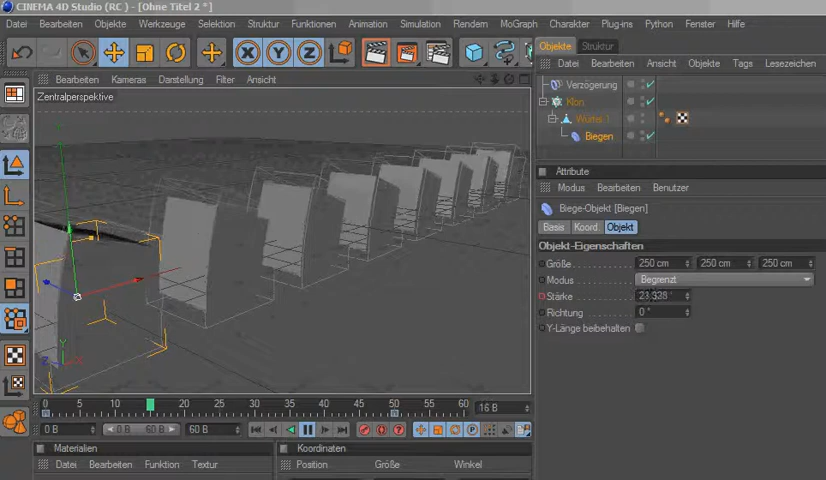 CINEMA 4D Studio (RC) - [Ohne Titel 2 *]
Datei Bearbeiten Objekte Werkzeuge Selektion Struktur Funktionen Animation Simulation Rendern MoGraph Charakter Plug-ins Python Fenster Hilfe
X Y Z
Objekte Struktur
Bearbeiten Kameras Darstellung Filter Ansicht
Datei Bearbeiten Ansicht Objekte Tags Lesezeichen
Zentralperspektive
Verzögerung
Klon
Würfel.1
Biegen
Attribute
Modus Bearbeiten Benutzer
Biege-Objekt [Biegen]
Basis Koord. Objekt
Objekt-Eigenschaften
Größe 250 cm 250 cm 250 cm
Modus Begrenzt
Stärke 23.338 °
Richtung 0 °
Y-Länge beibehalten
Y
Z X
0 5 10 20 25 30 35 40 45 50 55 60 16 B
0 B 0 B 60 B 60 B
Materialien Koordinaten
Datei Bearbeiten Funktion Textur Position Größe Winkel